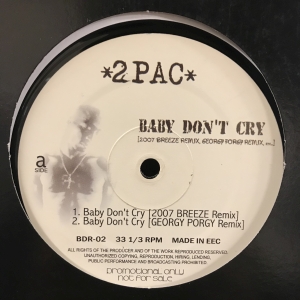 *2PAC*
BABY DON'T CRY
[2007 BREEZE REMIX, GEORGY PORGY REMIX,
a
SIDE
1. Baby Don't Cry [2007 BREEZE Remix]
2. Baby Don't Cry [GEORGY PORGY Remix]
BDR-02 33 1/3 RPM MADE IN EEC
ALL RIGHTS OF THE PRODUCER AND OF THE WORK REPRODUCED RESERVED.
UNAUTHORIZED COPYING, REPRODUCTION, HIRING, LENDING,
PUBLIC PERFORMANCE AND BROADCASTING PROHIBITED.
promotional only
not for sale